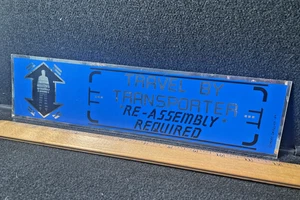 TRAVEL BY
TRANSPORTER
RE-ASSEMBLY
REQUIRED